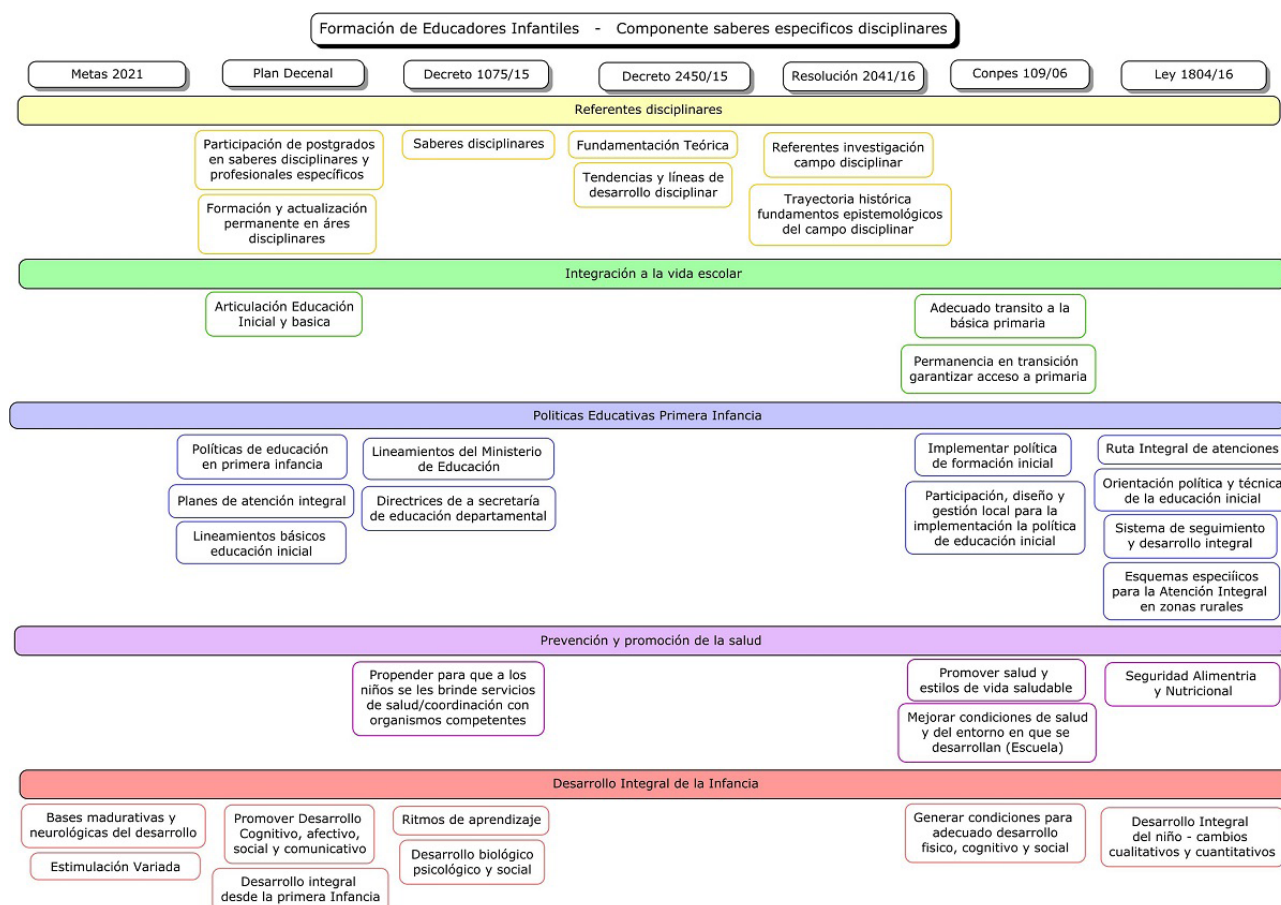 Formación de Educadores Infantiles - Componente saberes especificos disciplinares
Metas 2021
Plan Decenal
Decreto 1075/15
Decreto 2450/15
Resolución 2041/16
Conpes 109/06
Ley 1804/16
Referentes disciplinares
Participación de postgrados
en saberes disciplinares y
profesionales específicos
Formación y actualización
permanente en áres
disciplinares
Saberes disciplinares
Fundamentación Teórica
Tendencias y líneas de
desarrollo disciplinar
Referentes investigación
campo disciplinar
Trayectoria histórica
fundamentos epistemológicos
del campo disciplinar
Integración a la vida escolar
Articulación Educación
Inicial y basica
Adecuado transito a la
básica primaria
Permanencia en transición
garantizar acceso a primaria
Politicas Educativas Primera Infancia
Políticas de educación
en primera infancia
Planes de atención integral
Lineamientos básicos
educación inicial
Lineamientos del Ministerio
de Educación
Directrices de a secretaría
de educación departamental
Implementar política
de formación inicial
Participación, diseño y
gestión local para la
implementación la política
de educación inicial
Ruta Integral de atenciones
Orientación política y técnica
de la educación inicial
Sistema de seguimiento
y desarrollo integral
Esquemas especiíicos
para la Atención Integral
en zonas rurales
Prevención y promoción de la salud
Propender para que a los
niños se les brinde servicios
de salud/coordinación con
organismos competentes
Promover salud y
estilos de vida saludable
Mejorar condiciones de salud
y del entorno en que se
desarrollan (Escuela)
Seguridad Alimentria
y Nutricional
Desarrollo Integral de la Infancia
Bases madurativas y
neurológicas del desarrollo
Estimulación Variada
Promover Desarrollo
Cognitivo, afectivo,
social y comunicativo
Desarrollo integral
desde la primera Infancia
Ritmos de aprendizaje
Desarrollo biológico
psicológico y social
Generar condiciones para
adecuado desarrollo
fisico, cognitivo y social
Desarrollo Integral
del niño - cambios
cualitativos y cuantitativos